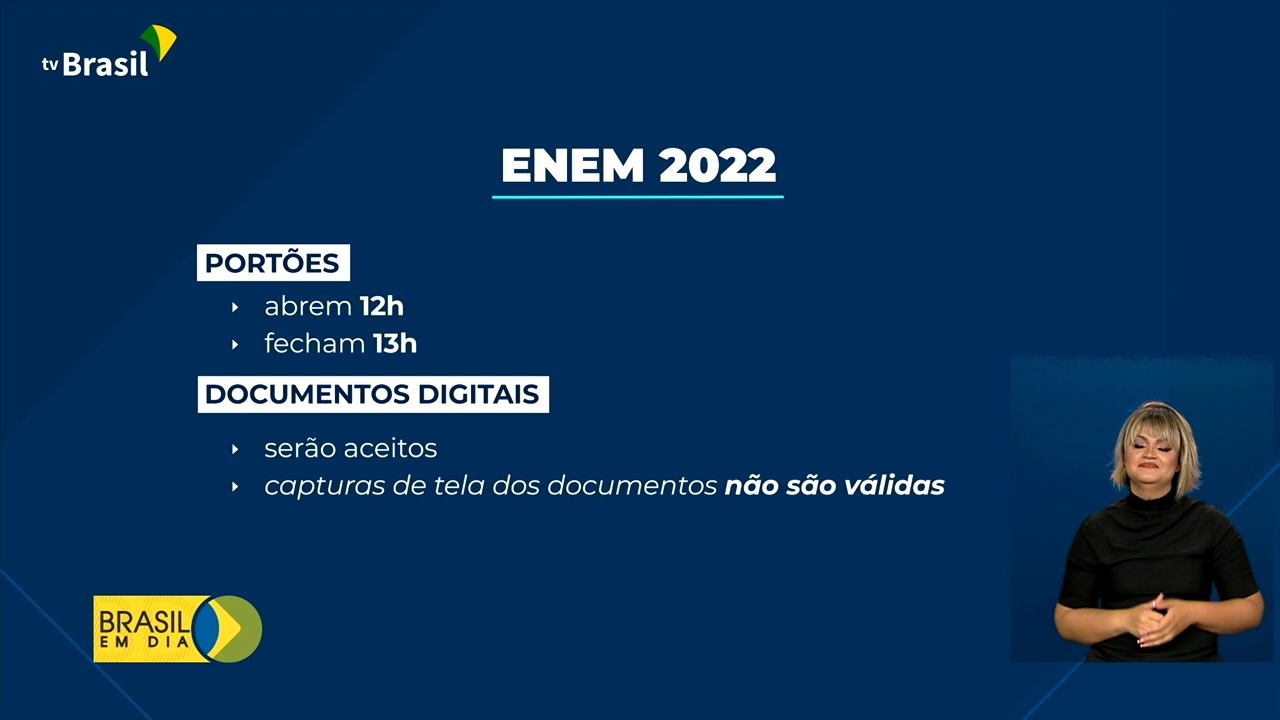 tv Brasil
ENEM 2022
PORTÕES
abrem 12h
fecham 13h
DOCUMENTOS DIGITAIS
serão aceitos
capturas de tela dos documentos não são válidas
BRASIL
EM DIA